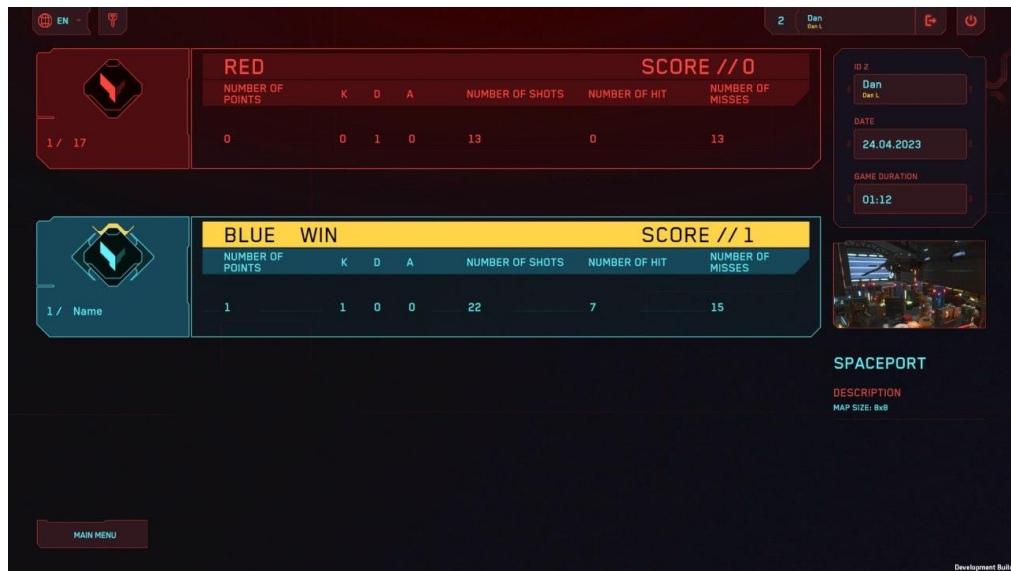 EN
2 Dan
Dan L
RED SCORE // 0
NUMBER OF POINTS K D A NUMBER OF SHOTS NUMBER OF HIT NUMBER OF MISSES
1 / 17 0 0 1 0 13 0 13
BLUE WIN SCORE // 1
NUMBER OF POINTS K D A NUMBER OF SHOTS NUMBER OF HIT NUMBER OF MISSES
1 / Name 1 1 0 0 22 7 15
ID 2
Dan
Dan L
DATE
24.04.2023
GAME DURATION
01:12
SPACEPORT
DESCRIPTION
MAP SIZE: 8x8
MAIN MENU
Development Build